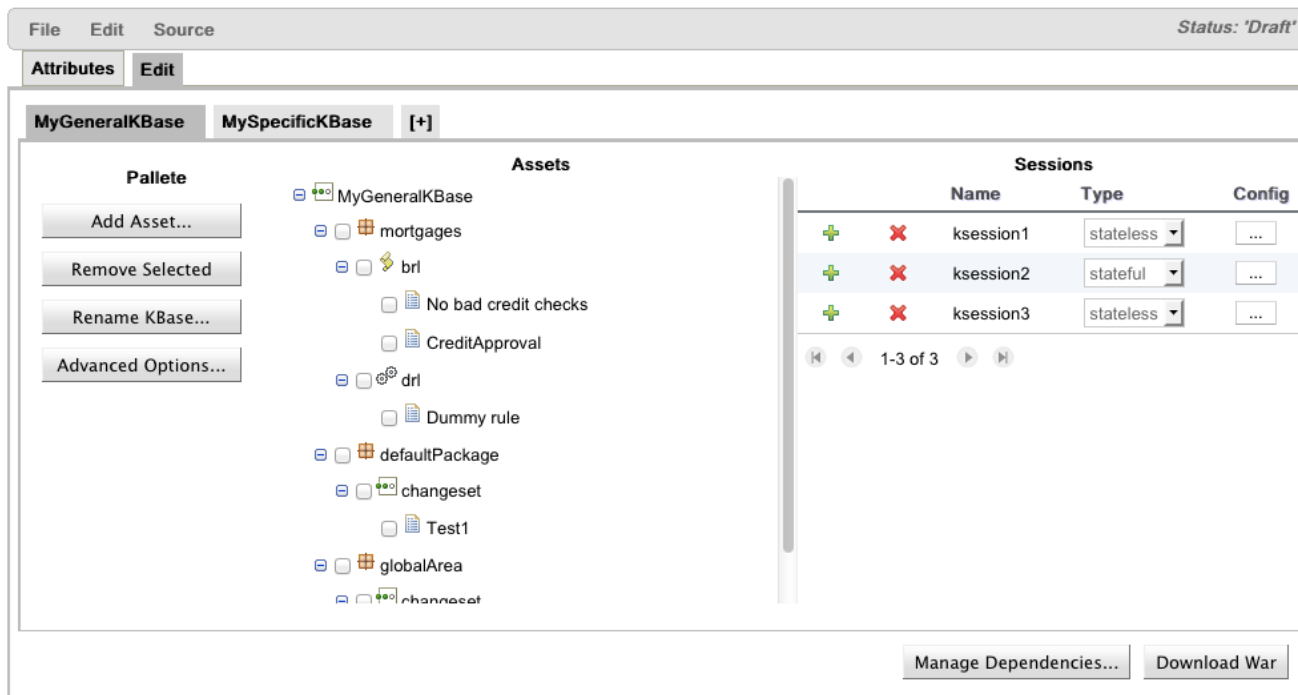 File Edit Source Status: 'Draft'
Attributes Edit
MyGeneralKBase MySpecificKBase [+]
Pallete
Add Asset...
Remove Selected
Rename KBase...
Advanced Options...
Assets
MyGeneralKBase
mortgages
brl
No bad credit checks
CreditApproval
drl
Dummy rule
defaultPackage
changeset
Test1
globalArea
changeset
Sessions
Name Type Config
ksession1 stateless ...
ksession2 stateful ...
ksession3 stateless ...
1-3 of 3
Manage Dependencies... Download War